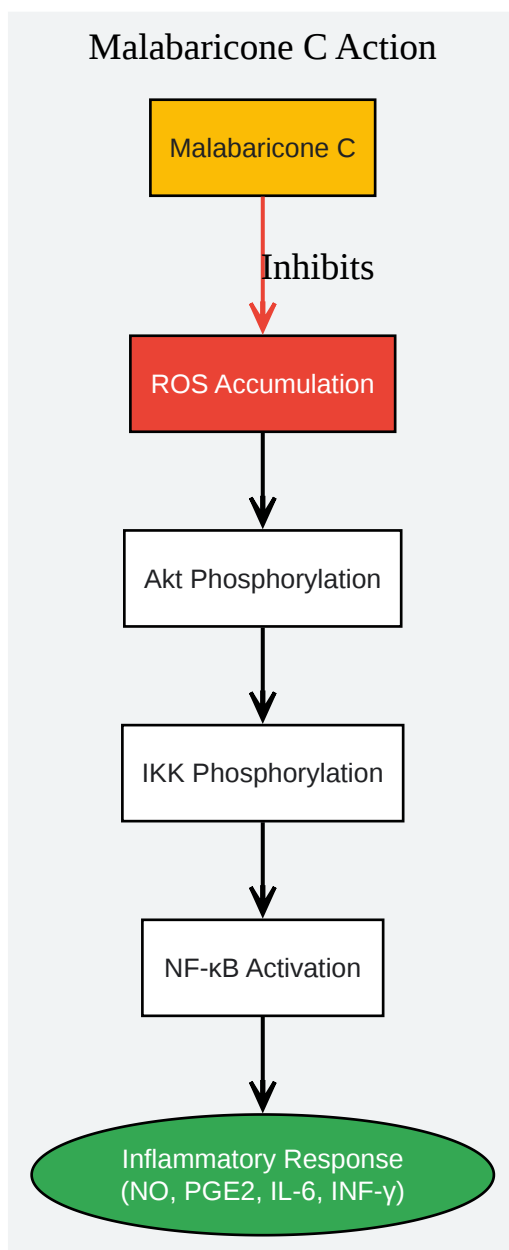 Malabaricone C Action
Malabaricone C
Inhibits
ROS Accumulation
Akt Phosphorylation
IKK Phosphorylation
NF-κB Activation
Inflammatory Response
(NO, PGE2, IL-6, INF-γ)